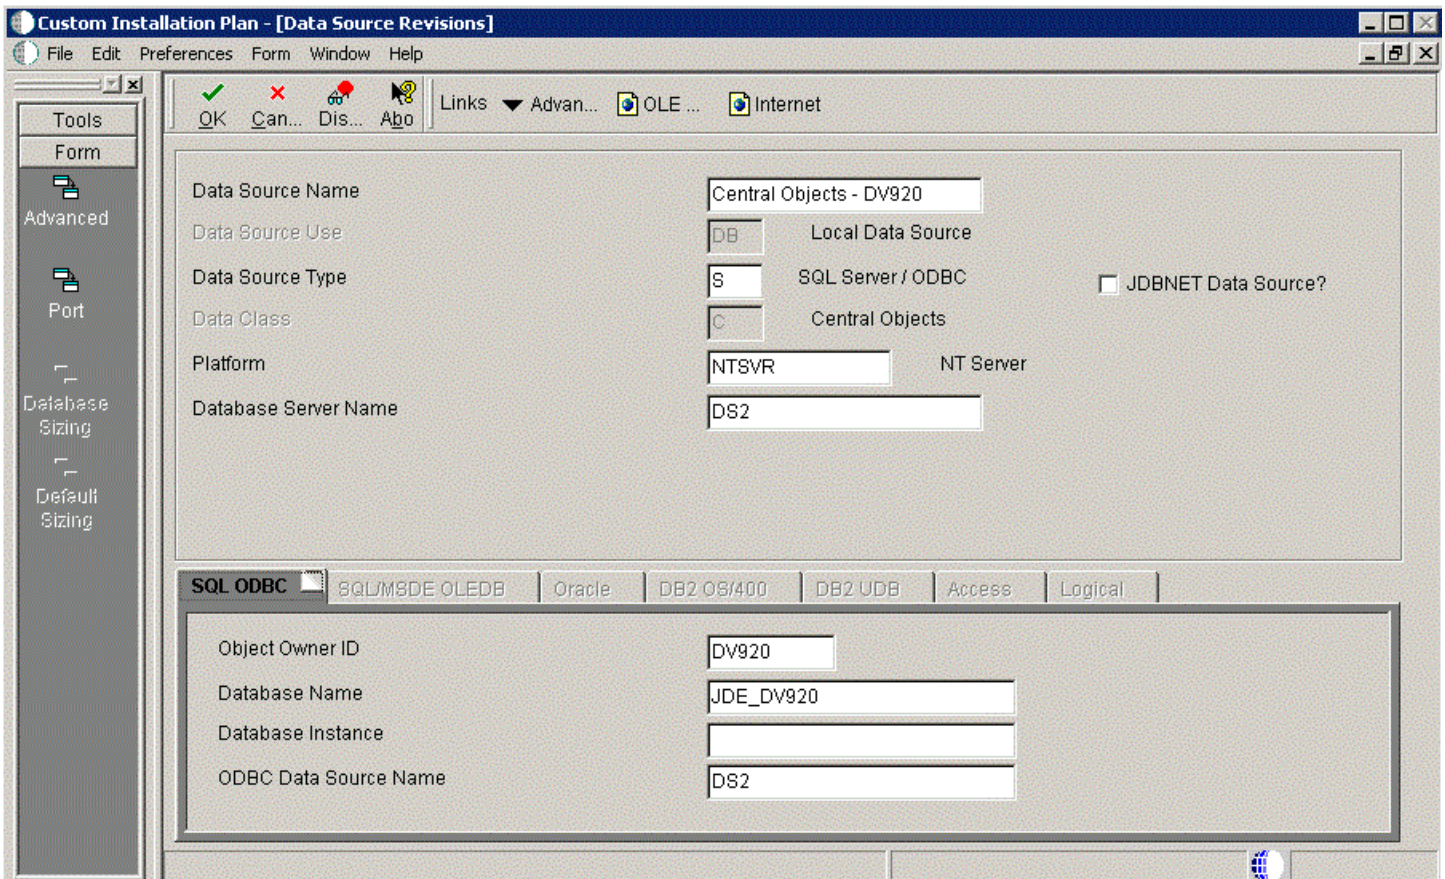 Custom Installation Plan - [Data Source Revisions]
File Edit Preferences Form Window Help
Tools
Form
Advanced
Port
Database
Sizing
Default
Sizing
OK Can... Dis... Abo Links Advan... OLE ... Internet
Data Source Name Central Objects - DV920
Data Source Use DB Local Data Source
Data Source Type S SQL Server / ODBC JDBNET Data Source?
Data Class C Central Objects
Platform NTSVR NT Server
Database Server Name DS2
SQL ODBC SQL/MSDE OLEDB Oracle DB2 OS/400 DB2 UDB Access Logical
Object Owner ID DV920
Database Name JDE_DV920
Database Instance
ODBC Data Source Name DS2